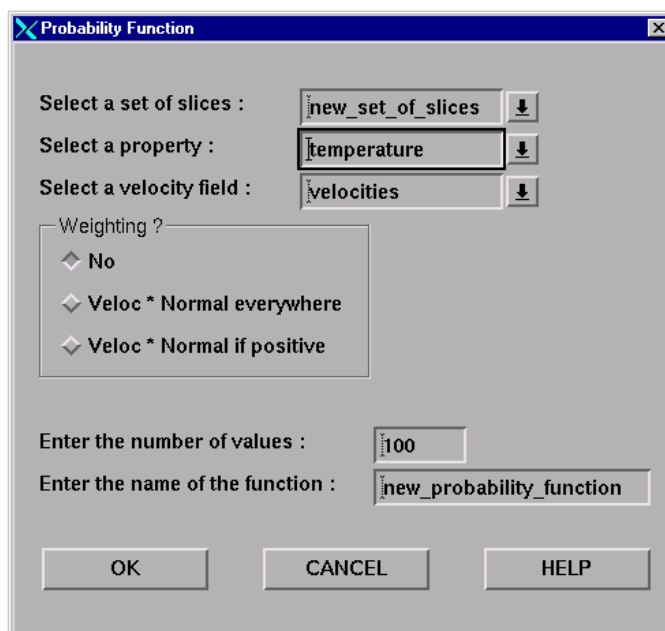 Probability Function
Select a set of slices : new_set_of_slices
Select a property : temperature
Select a velocity field : velocities
Weighting ?
No
Veloc * Normal everywhere
Veloc * Normal if positive
Enter the number of values : 100
Enter the name of the function : new_probability_function
OK CANCEL HELP